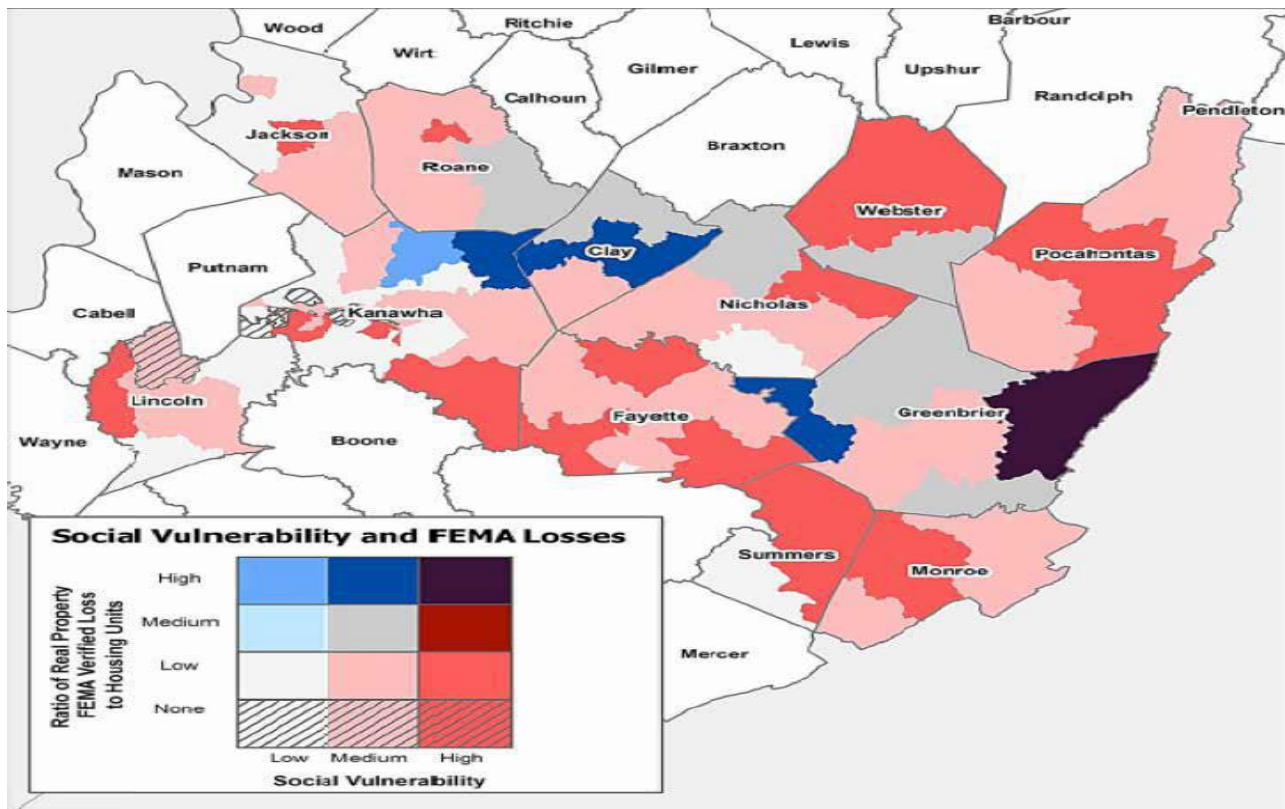 Wood
Ritchie
Barbour
Wirt
Lewis
Gilmer
Upshur
Calhoun
Randolph
Pendleton
Jackson
Braxton
Roane
Mason
Webster
Clay
Pocahontas
Putnam
Nicholas
Cabell
Kanawha
Lincoln
Greenbrier
Fayette
Wayne
Boone
Summers
Monroe
Mercer
Social Vulnerability and FEMA Losses
Ratio of Real Property
FEMA Verified Loss
to Housing Units
High
Medium
Low
None
Low Medium High
Social Vulnerability